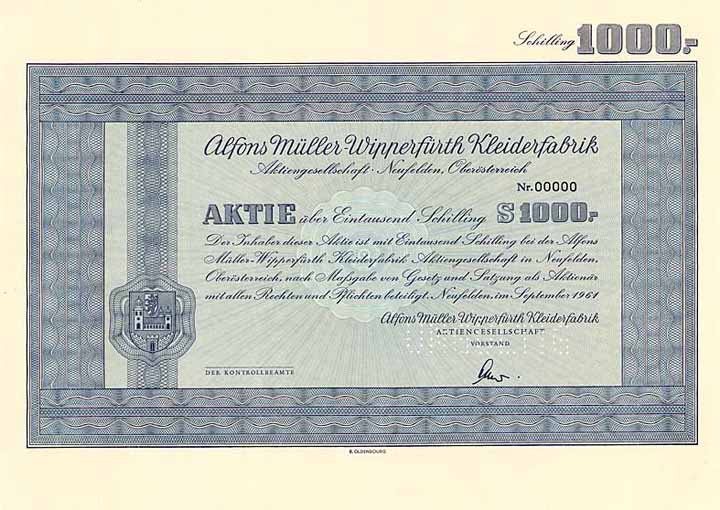 Schilling 1000.-
Alfons Müller-Wipperfürth Kleiderfabrik
Aktiengesellschaft · Neufelden, Oberösterreich
Nr. 00000
AKTIE über Eintausend Schilling S 1000.-
Der Inhaber dieser Aktie ist mit Eintausend Schilling bei der Alfons
Müller-Wipperfürth Kleiderfabrik Aktiengesellschaft in Neufelden,
Oberösterreich, nach Maßgabe von Gesetz und Satzung als Aktionär
mit allen Rechten und Pflichten beteiligt. Neufelden, im September 1961
Alfons Müller-Wipperfürth Kleiderfabrik
AKTIENGESELLSCHAFT
VORSTAND
DER KONTROLLBEAMTE
R. OLDENBOURG